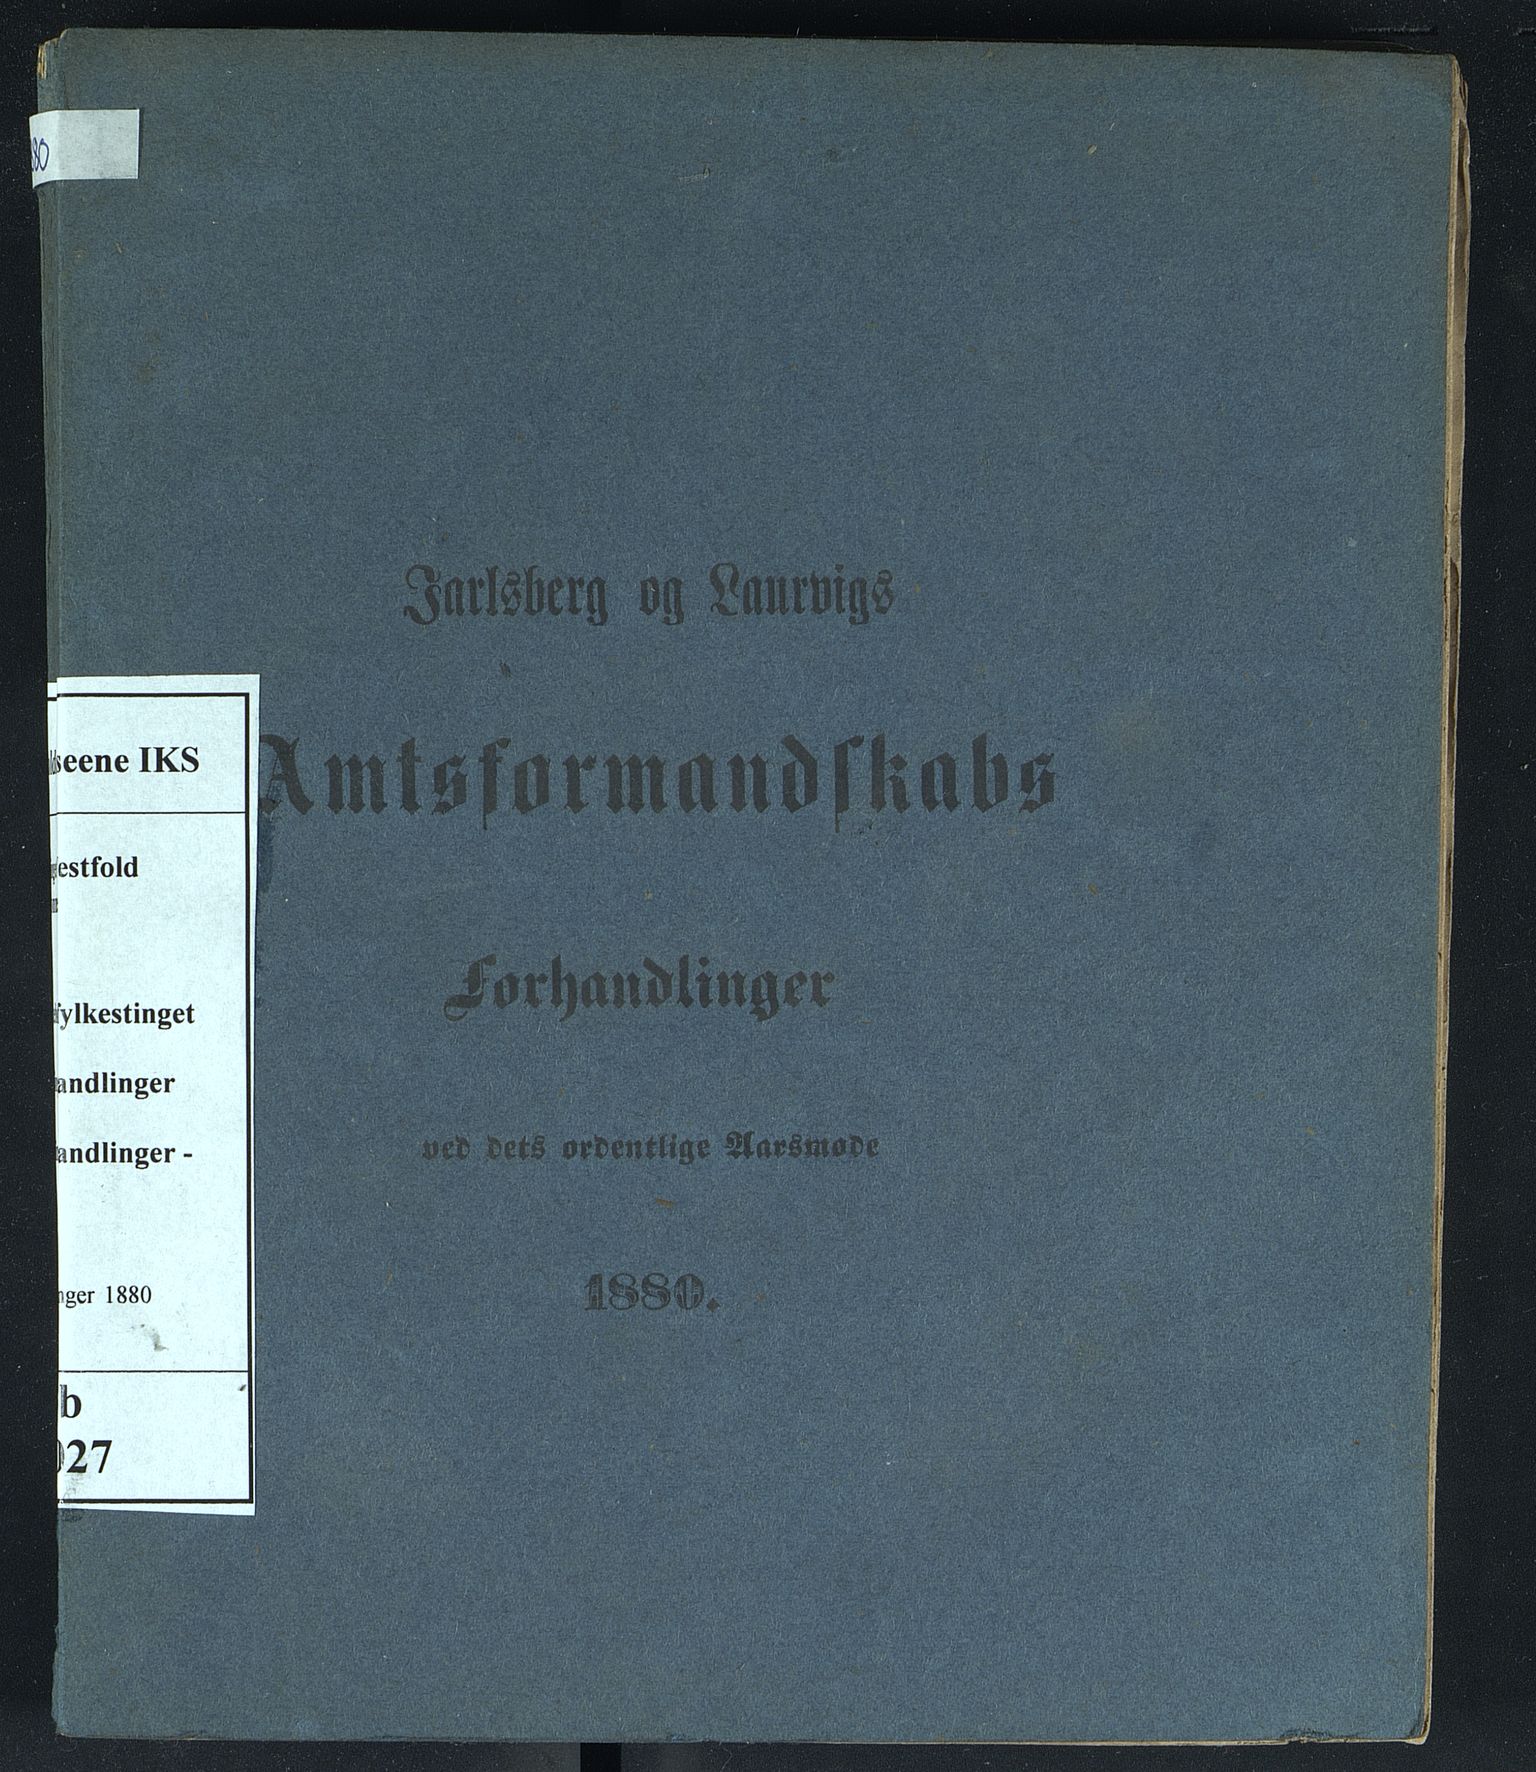 80
Jarlsberg og Laurvigs
Amtsformandskabs
Forhandlinger
ved dets ordentlige Aarsmøde
1880.
seene IKS
estfold
fylkestinget
andlinger
andlinger -
nger 1880
b
027